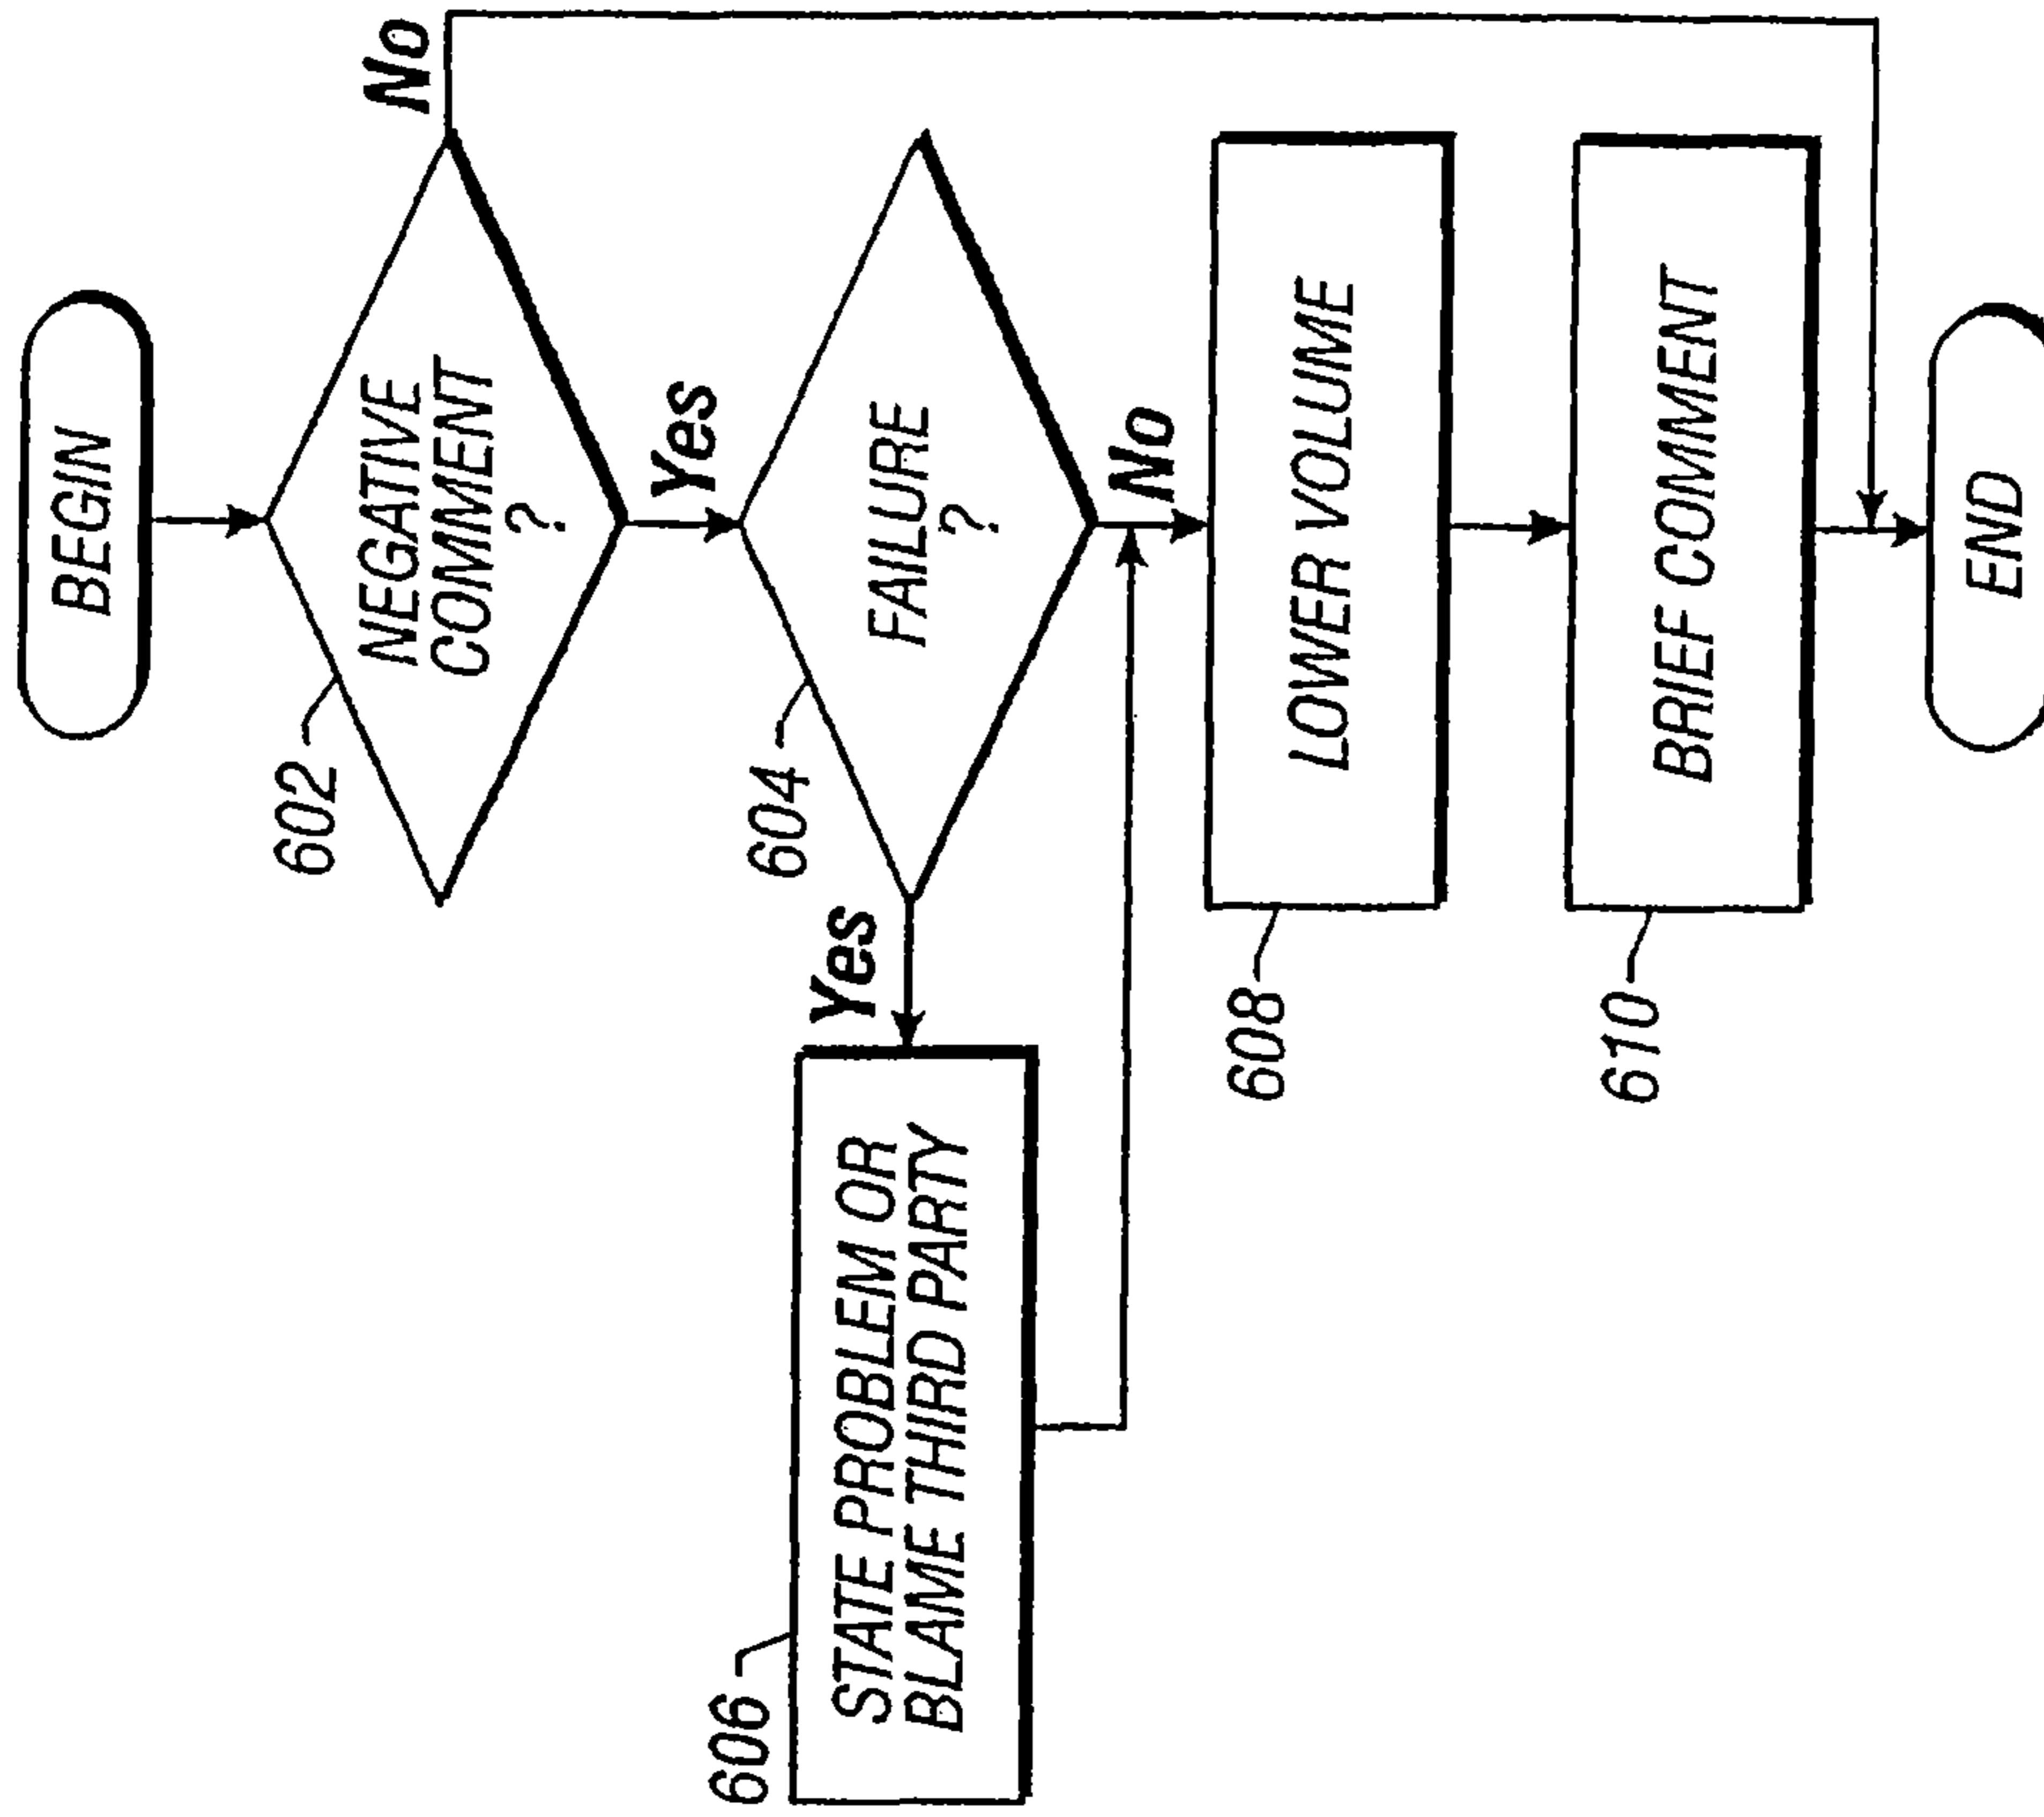 BEGIN
602
NEGATIVE
COMMENT
?
No
Yes
604
FAILURE
?
Yes
No
606
STATE PROBLEM OR
BLAME THIRD PARTY
608
LOWER VOLUME
610
BRIEF COMMENT
END